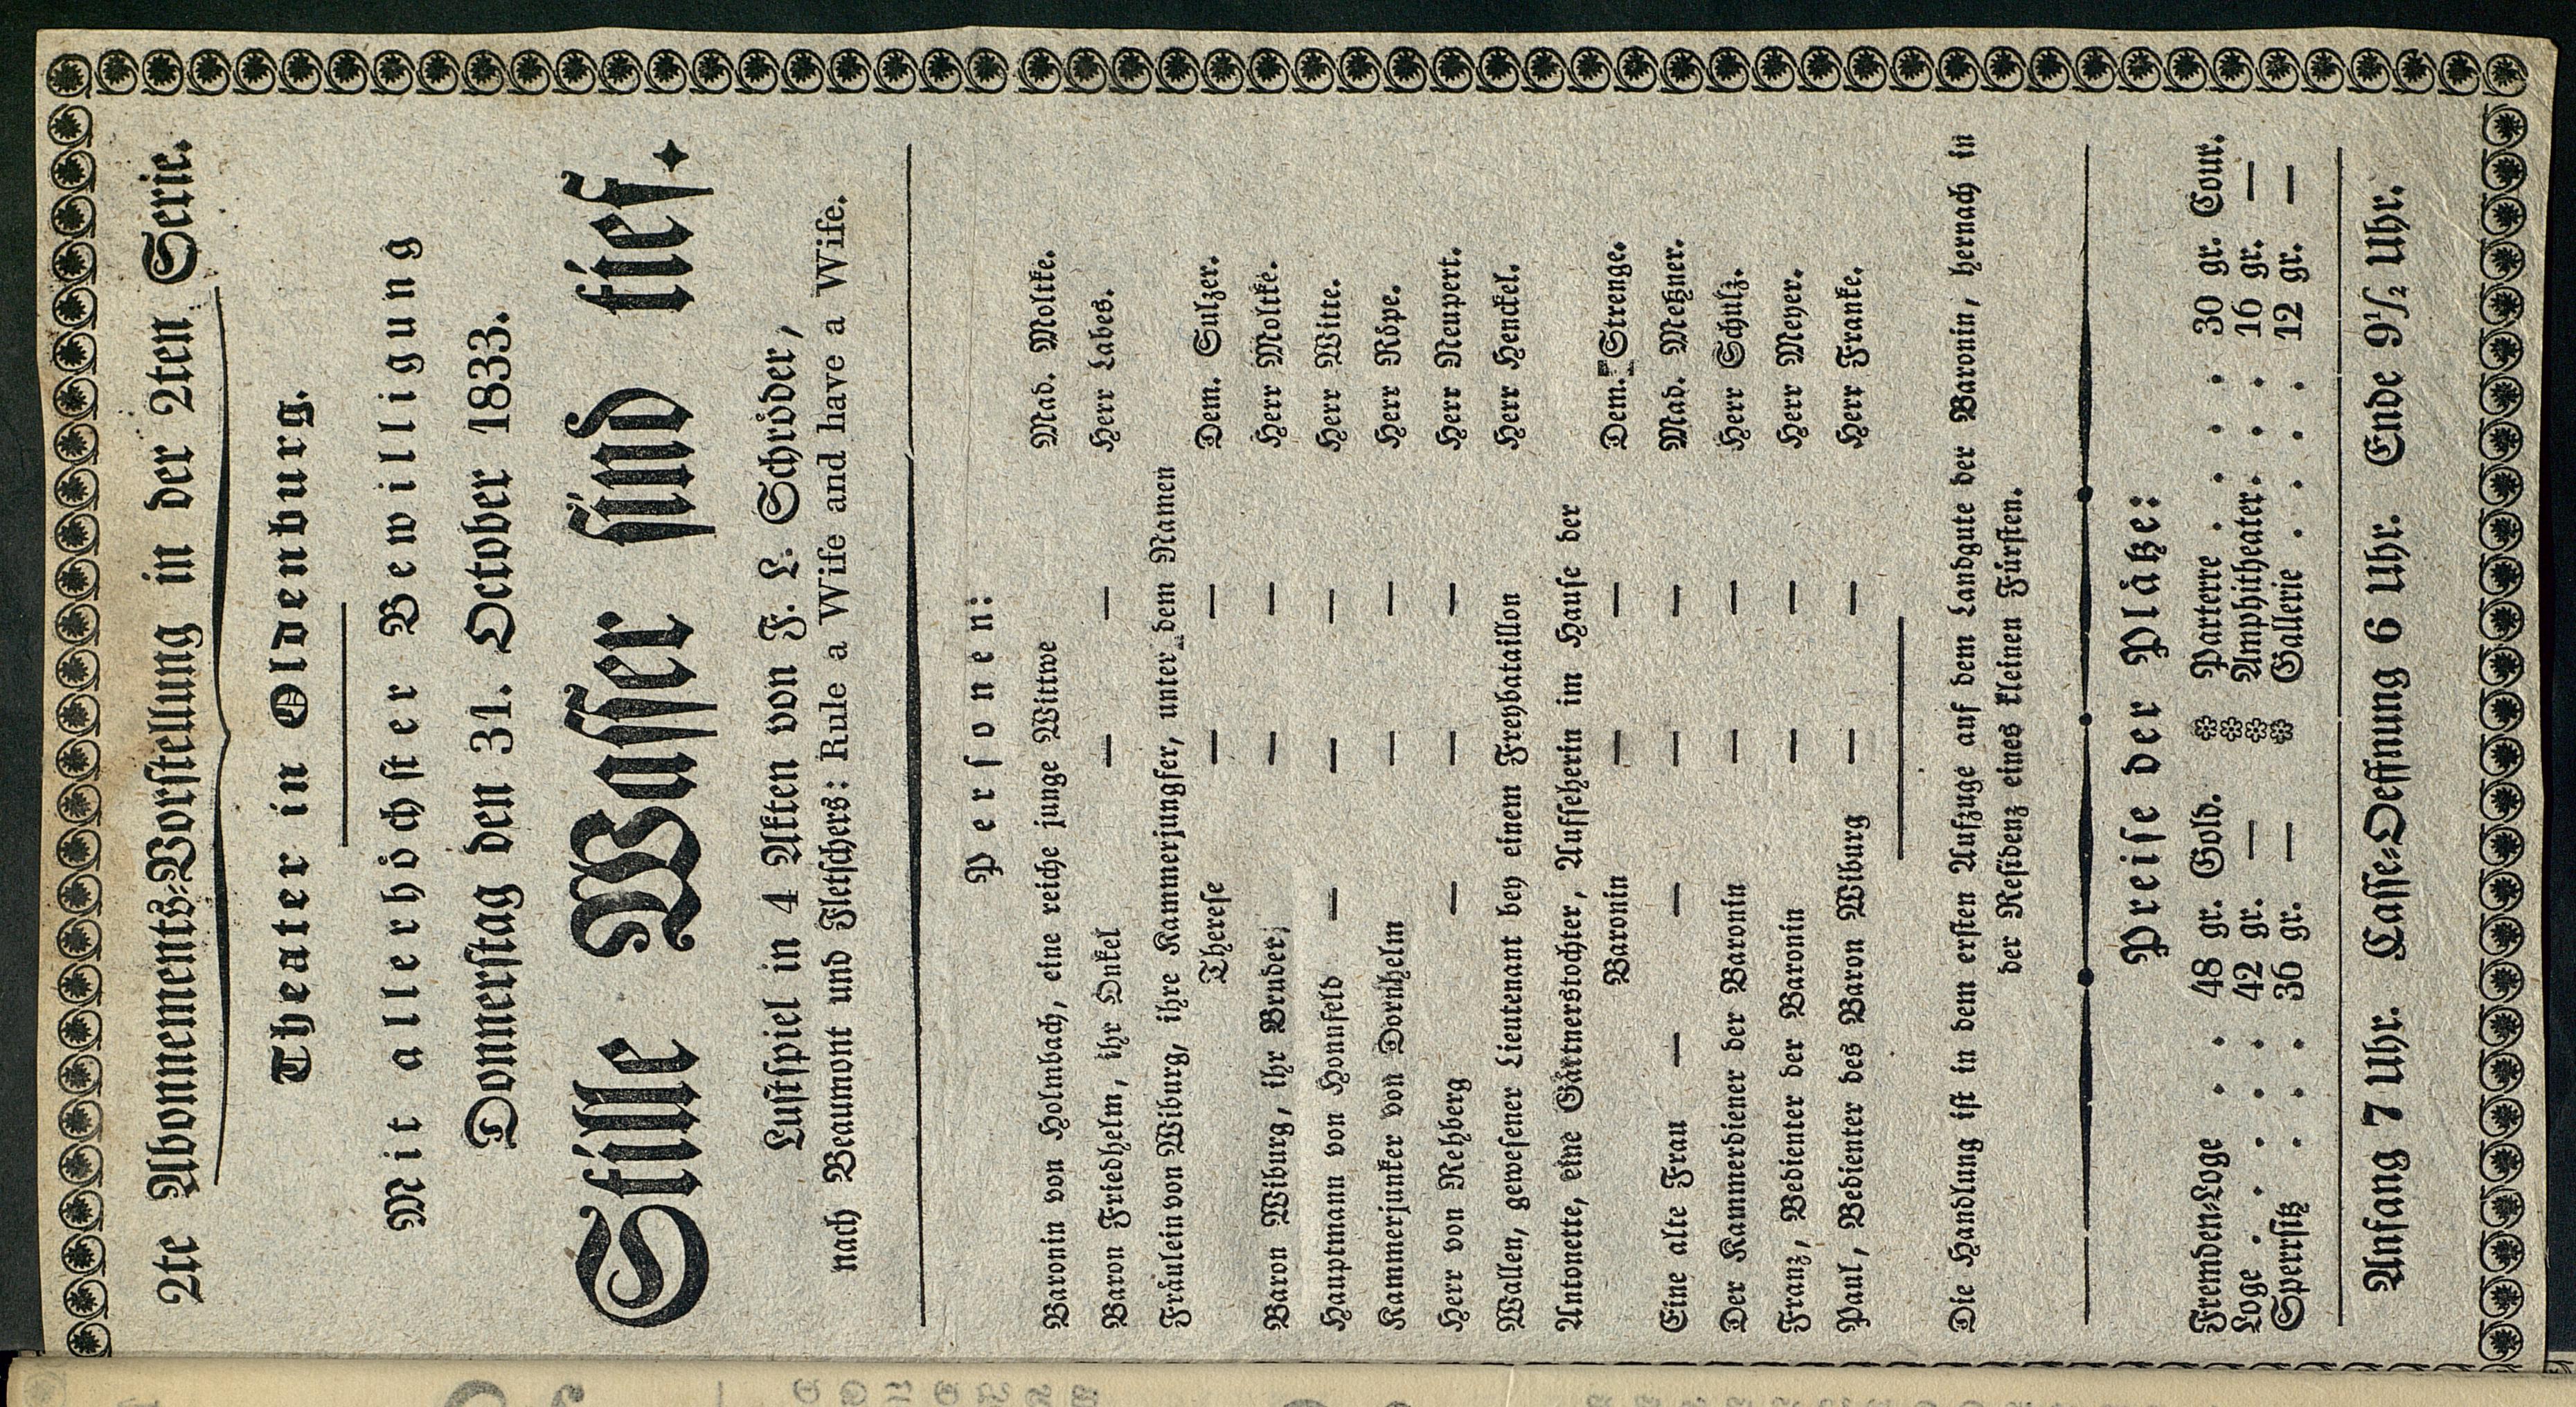 2te Abonnements-Vorstellung in der 2ten Serie.
Theater in Oldenburg.
Mit allerhöchster Bewilligung
Donnerstag den 31. October 1833.
Stille Wasser sind tief.
Lustspiel in 4 Akten von F. L. Schröder,
nach Beaumont und Fletschers: Rule a Wife and have a Wife.
Personen:
Baronin von Holmbach, eine reiche junge Wittwe Mad. Moltke.
Baron Friedhelm, ihr Onkel — — Herr Labes.
Fräulein von Wiburg, ihre Kammerjungfer, unter dem Namen
Therese — — Dem. Sulzer.
Baron Wiburg, ihr Bruder, — — Herr Moltke.
Hauptmann von Honnfeld — — — Herr Witte.
Kammerjunker von Dornhelm — — Herr Röpe.
Herr von Rehberg — — — Herr Neupert.
Wallen, gewesener Lieutenant bey einem Freybataillon Herr Henckel.
Antonette, eine Gärtnerstochter, Aufseherin im Hause der
Baronin — — Dem. Strenge.
Eine alte Frau — — — — Mad. Metzner.
Der Kammerdiener der Baronin — — Herr Schulz.
Franz, Bedienter der Baronin — — Herr Meyer.
Paul, Bedienter des Baron Wiburg — — Herr Franke.
Die Handlung ist in dem ersten Aufzuge auf dem Landgute der Baronin, hernach in
der Residenz eines kleinen Fürsten.
Preise der Plätze:
Fremden-Loge . . 48 gr. Gold. Parterre . . . . 30 gr. Cour.
Loge . . . . 42 gr. — Amphitheater . . . 16 gr. —
Sperrsitz . . . 36 gr. — Gallerie . . . . 12 gr. —
Anfang 7 Uhr. Casse-Oeffnung 6 Uhr. Ende 9 1/2 Uhr.